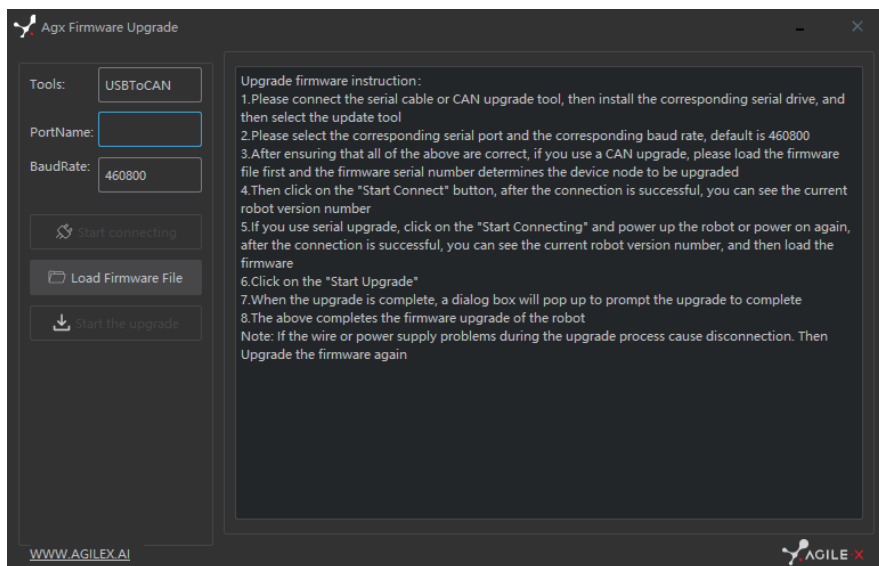 Agx Firmware Upgrade
Tools:
USBToCAN
PortName:
BaudRate:
460800
Start connecting
Load Firmware File
Start the upgrade
WWW.AGILEX.AI
Upgrade firmware instruction:
1.Please connect the serial cable or CAN upgrade tool, then install the corresponding serial drive, and
then select the update tool
2.Please select the corresponding serial port and the corresponding baud rate, default is 460800
3.After ensuring that all of the above are correct, if you use a CAN upgrade, please load the firmware
file first and the firmware serial number determines the device node to be upgraded
4.Then click on the "Start Connect" button, after the connection is successful, you can see the current
robot version number
5.If you use serial upgrade, click on the "Start Connecting" and power up the robot or power on again,
after the connection is successful, you can see the current robot version number, and then load the
firmware
6.Click on the "Start Upgrade"
7.When the upgrade is complete, a dialog box will pop up to prompt the upgrade to complete
8.The above completes the firmware upgrade of the robot
Note: If the wire or power supply problems during the upgrade process cause disconnection. Then
Upgrade the firmware again
AGILE X